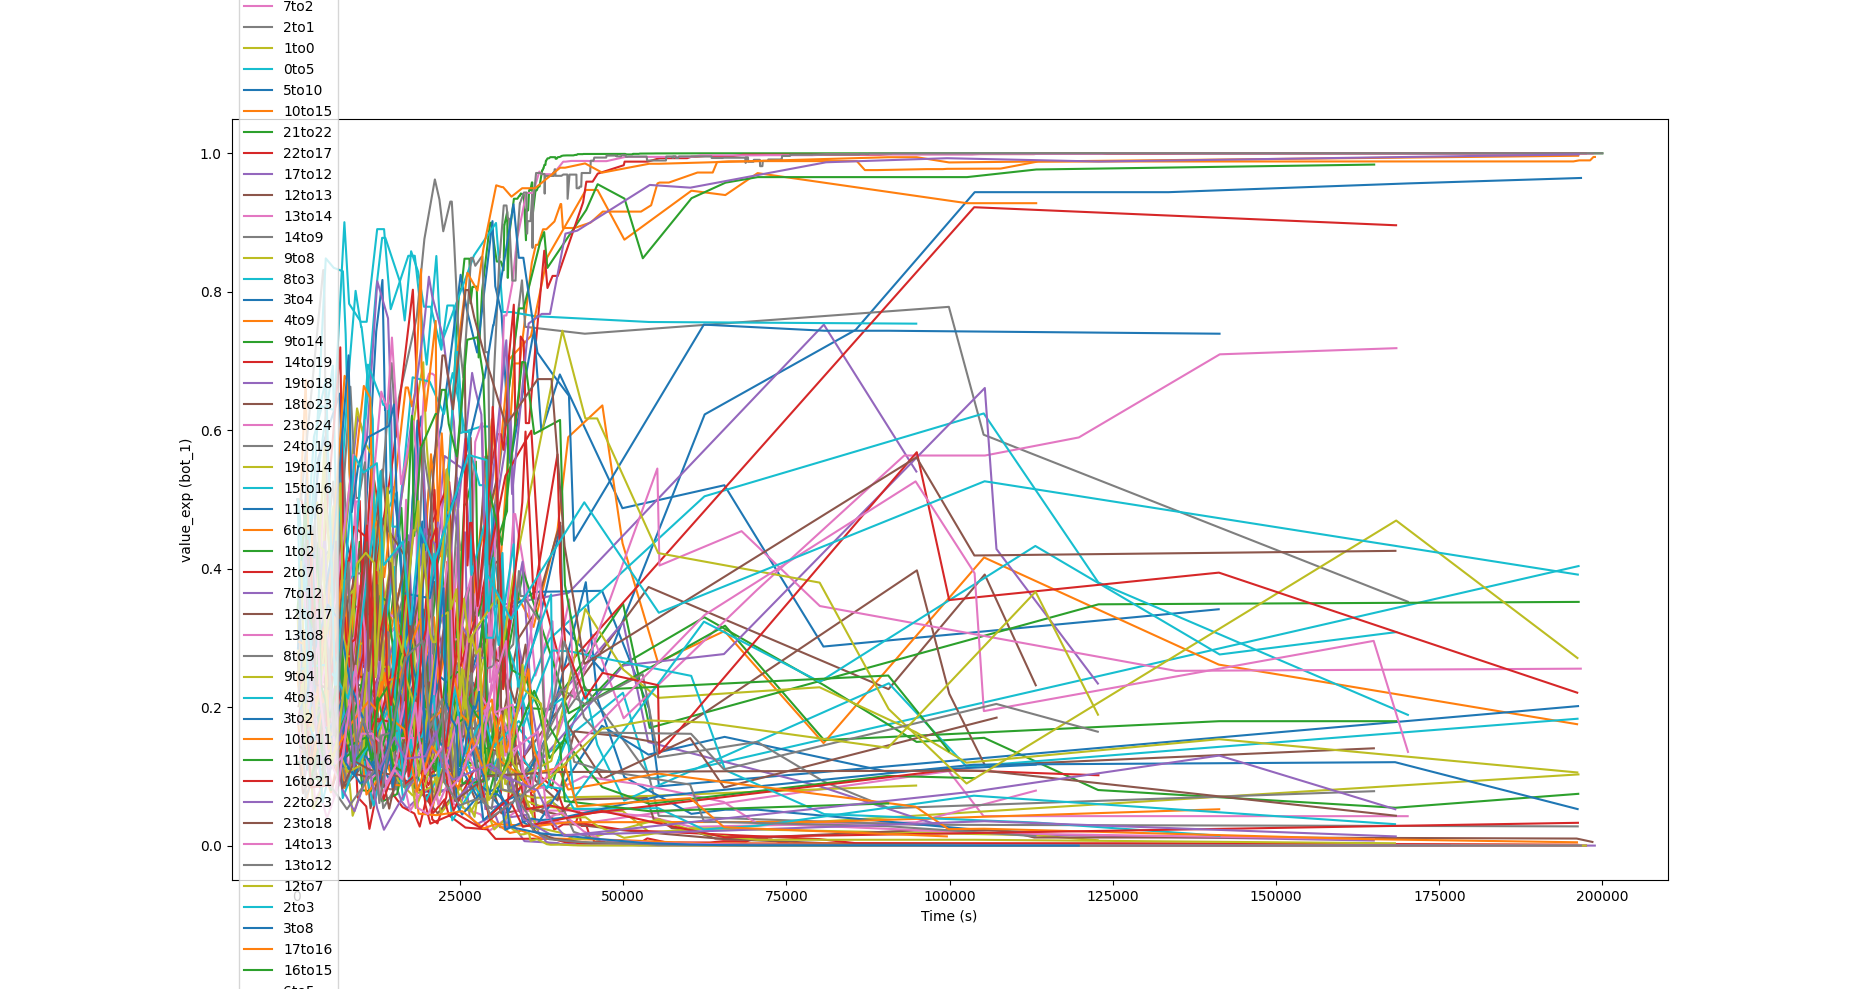 7to2
2to1
1to0
0to5
5to10
10to15
21to22
22to17
17to12
12to13
13to14
14to9
9to8
8to3
3to4
4to9
9to14
14to19
19to18
18to23
23to24
24to19
19to14
15to16
11to6
6to1
1to2
2to7
7to12
12to17
13to8
8to9
9to4
4to3
3to2
10to11
11to16
16to21
22to23
23to18
14to13
13to12
12to7
2to3
3to8
17to16
16to15
1.0
0.8
0.6
0.4
0.2
0.0
value_exp (bot_1)
0
25000
50000
75000
100000
125000
150000
175000
200000
Time (s)